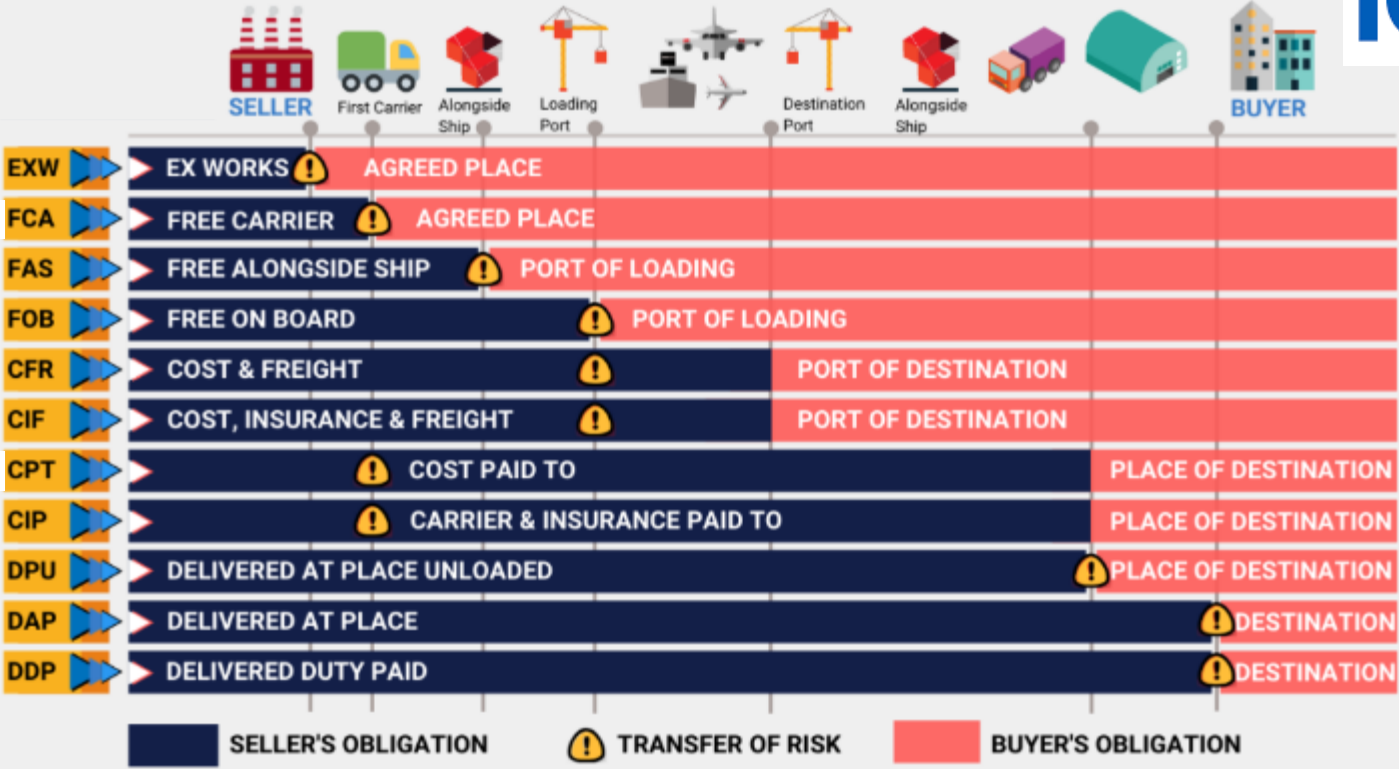 SELLER
First Carrier
Alongside
Ship
Loading
Port
Destination
Port
Alongside
Ship
BUYER
EXW EX WORKS AGREED PLACE
FCA FREE CARRIER AGREED PLACE
FAS FREE ALONGSIDE SHIP PORT OF LOADING
FOB FREE ON BOARD PORT OF LOADING
CFR COST & FREIGHT PORT OF DESTINATION
CIF COST, INSURANCE & FREIGHT PORT OF DESTINATION
CPT COST PAID TO PLACE OF DESTINATION
CIP CARRIER & INSURANCE PAID TO PLACE OF DESTINATION
DPU DELIVERED AT PLACE UNLOADED PLACE OF DESTINATION
DAP DELIVERED AT PLACE DESTINATION
DDP DELIVERED DUTY PAID DESTINATION
SELLER'S OBLIGATION TRANSFER OF RISK BUYER'S OBLIGATION